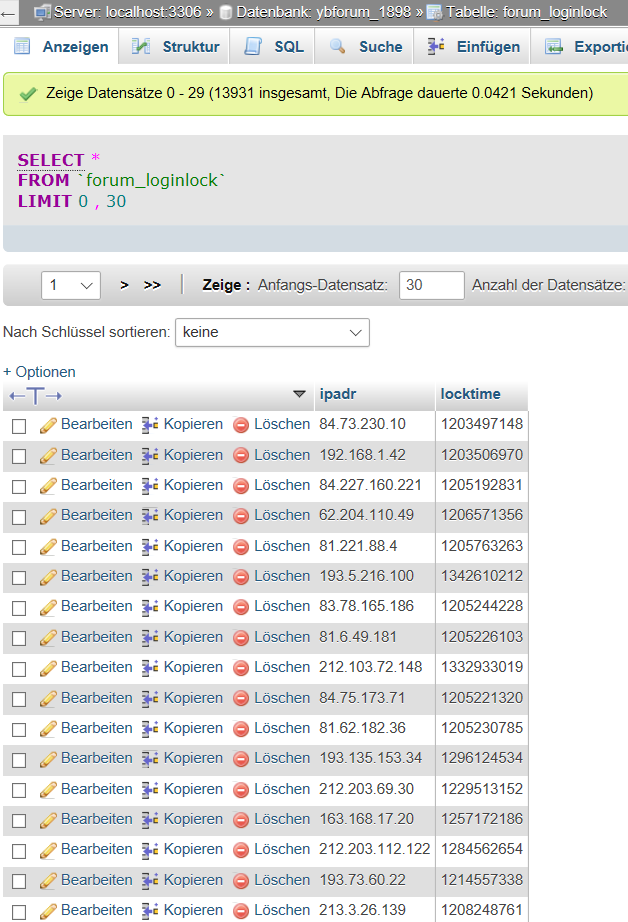 Server: localhost:3306 » Datenbank: ybforum_1898 » Tabelle: forum_loginlock
Anzeigen Struktur SQL Suche Einfügen
Zeige Datensätze 0 - 29 (13931 insgesamt, Die Abfrage dauerte 0.0421 Sekunden)
SELECT *
FROM `forum_loginlock`
LIMIT 0 , 30
1 > >> | Zeige : Anfangs-Datensatz: 30 Anzahl der Datensätze:
Nach Schlüssel sortieren: keine
+ Optionen
←T→ ipadr locktime
Bearbeiten Kopieren Löschen 84.73.230.10 1203497148
Bearbeiten Kopieren Löschen 192.168.1.42 1203506970
Bearbeiten Kopieren Löschen 84.227.160.221 1205192831
Bearbeiten Kopieren Löschen 62.204.110.49 1206571356
Bearbeiten Kopieren Löschen 81.221.88.4 1205763263
Bearbeiten Kopieren Löschen 193.5.216.100 1342610212
Bearbeiten Kopieren Löschen 83.78.165.186 1205244228
Bearbeiten Kopieren Löschen 81.6.49.181 1205226103
Bearbeiten Kopieren Löschen 212.103.72.148 1332933019
Bearbeiten Kopieren Löschen 84.75.173.71 1205221320
Bearbeiten Kopieren Löschen 81.62.182.36 1205230785
Bearbeiten Kopieren Löschen 193.135.153.34 1296124534
Bearbeiten Kopieren Löschen 212.203.69.30 1229513152
Bearbeiten Kopieren Löschen 163.168.17.20 1257172186
Bearbeiten Kopieren Löschen 212.203.112.122 1284562654
Bearbeiten Kopieren Löschen 193.73.60.22 1214557338
Bearbeiten Kopieren Löschen 213.3.26.139 1208248761